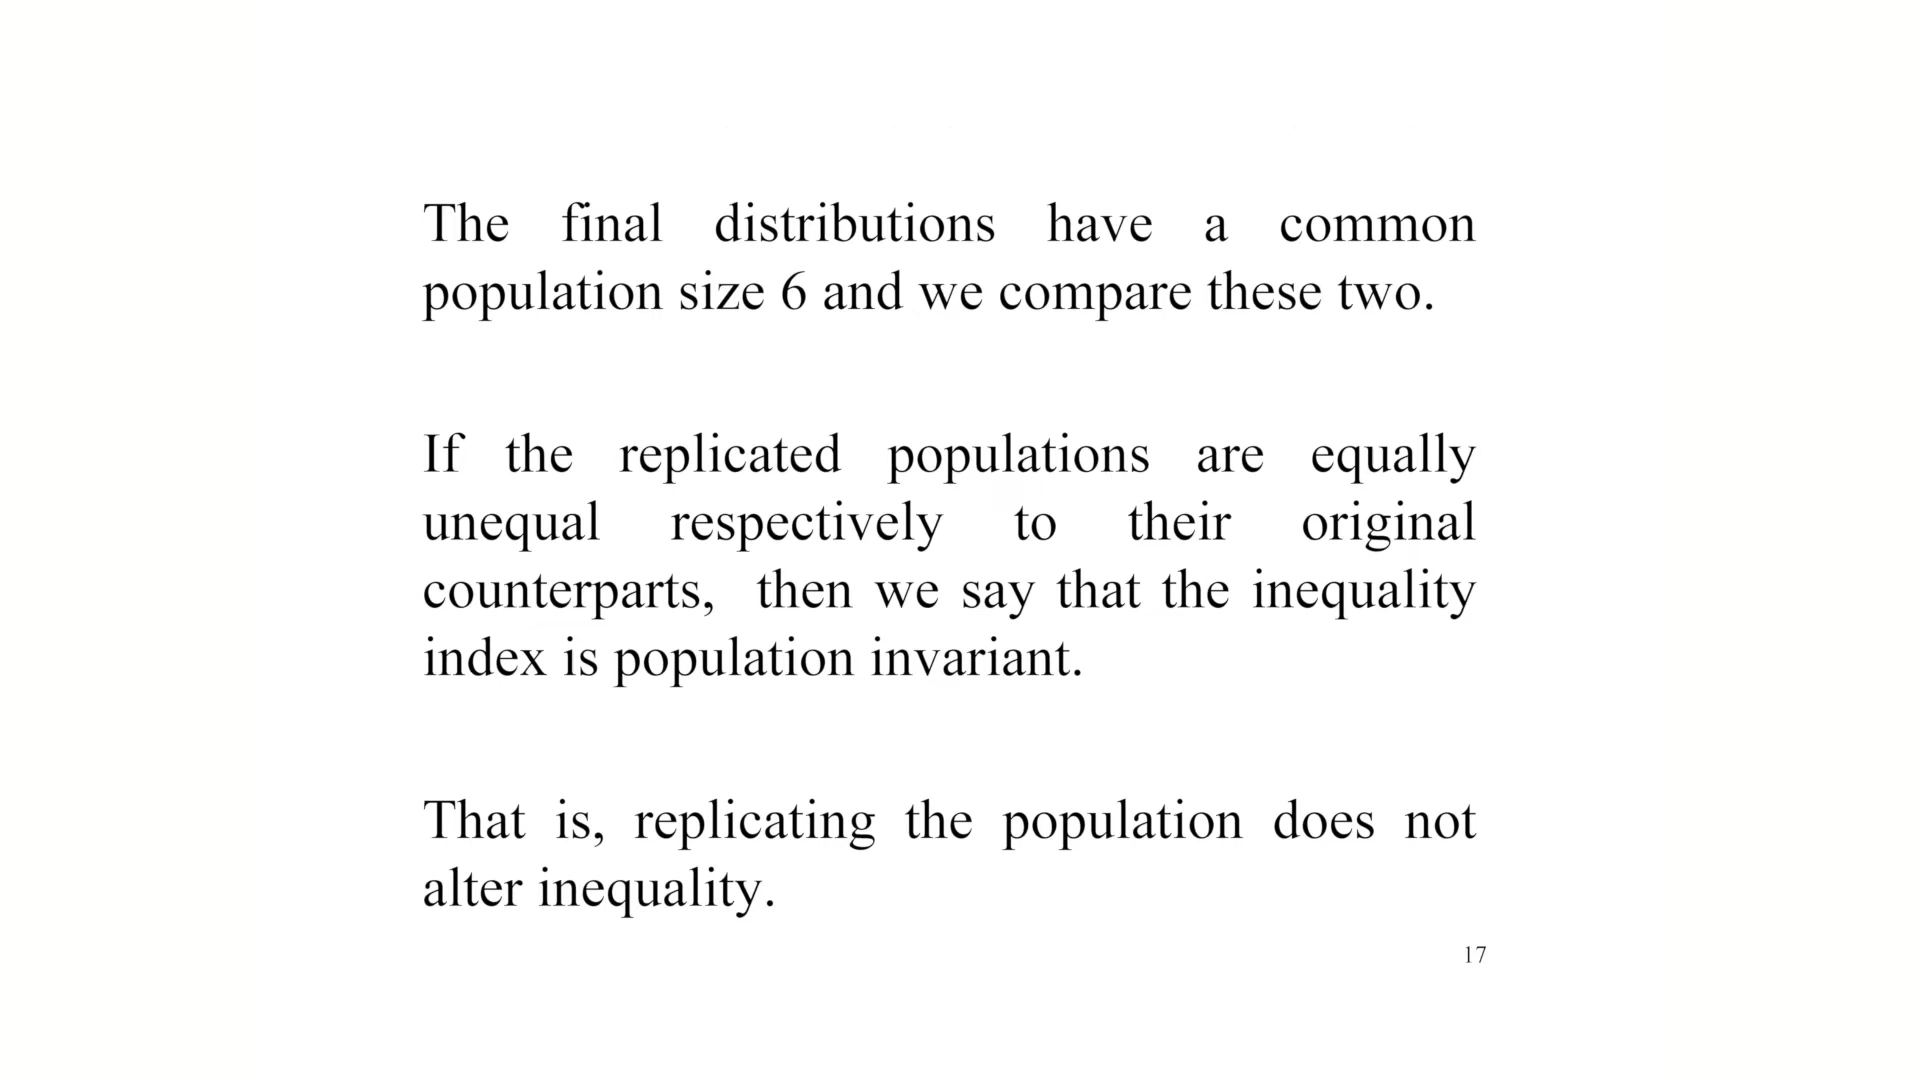 The final distributions have a common
population size 6 and we compare these two.
If the replicated populations are equally
unequal respectively to their original
counterparts, then we say that the inequality
index is population invariant.
That is, replicating the population does not
alter inequality.
17